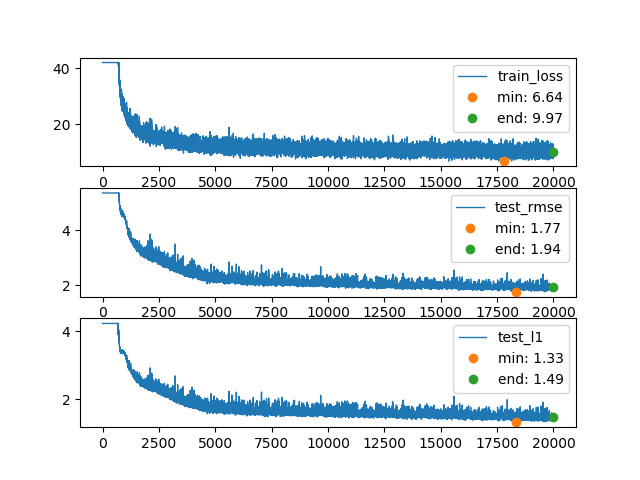 40
20
train_loss
min: 6.64
end: 9.97
0 2500 5000 7500 10000 12500 15000 17500 20000
4
2
test_rmse
min: 1.77
end: 1.94
0 2500 5000 7500 10000 12500 15000 17500 20000
4
2
test_l1
min: 1.33
end: 1.49
0 2500 5000 7500 10000 12500 15000 17500 20000